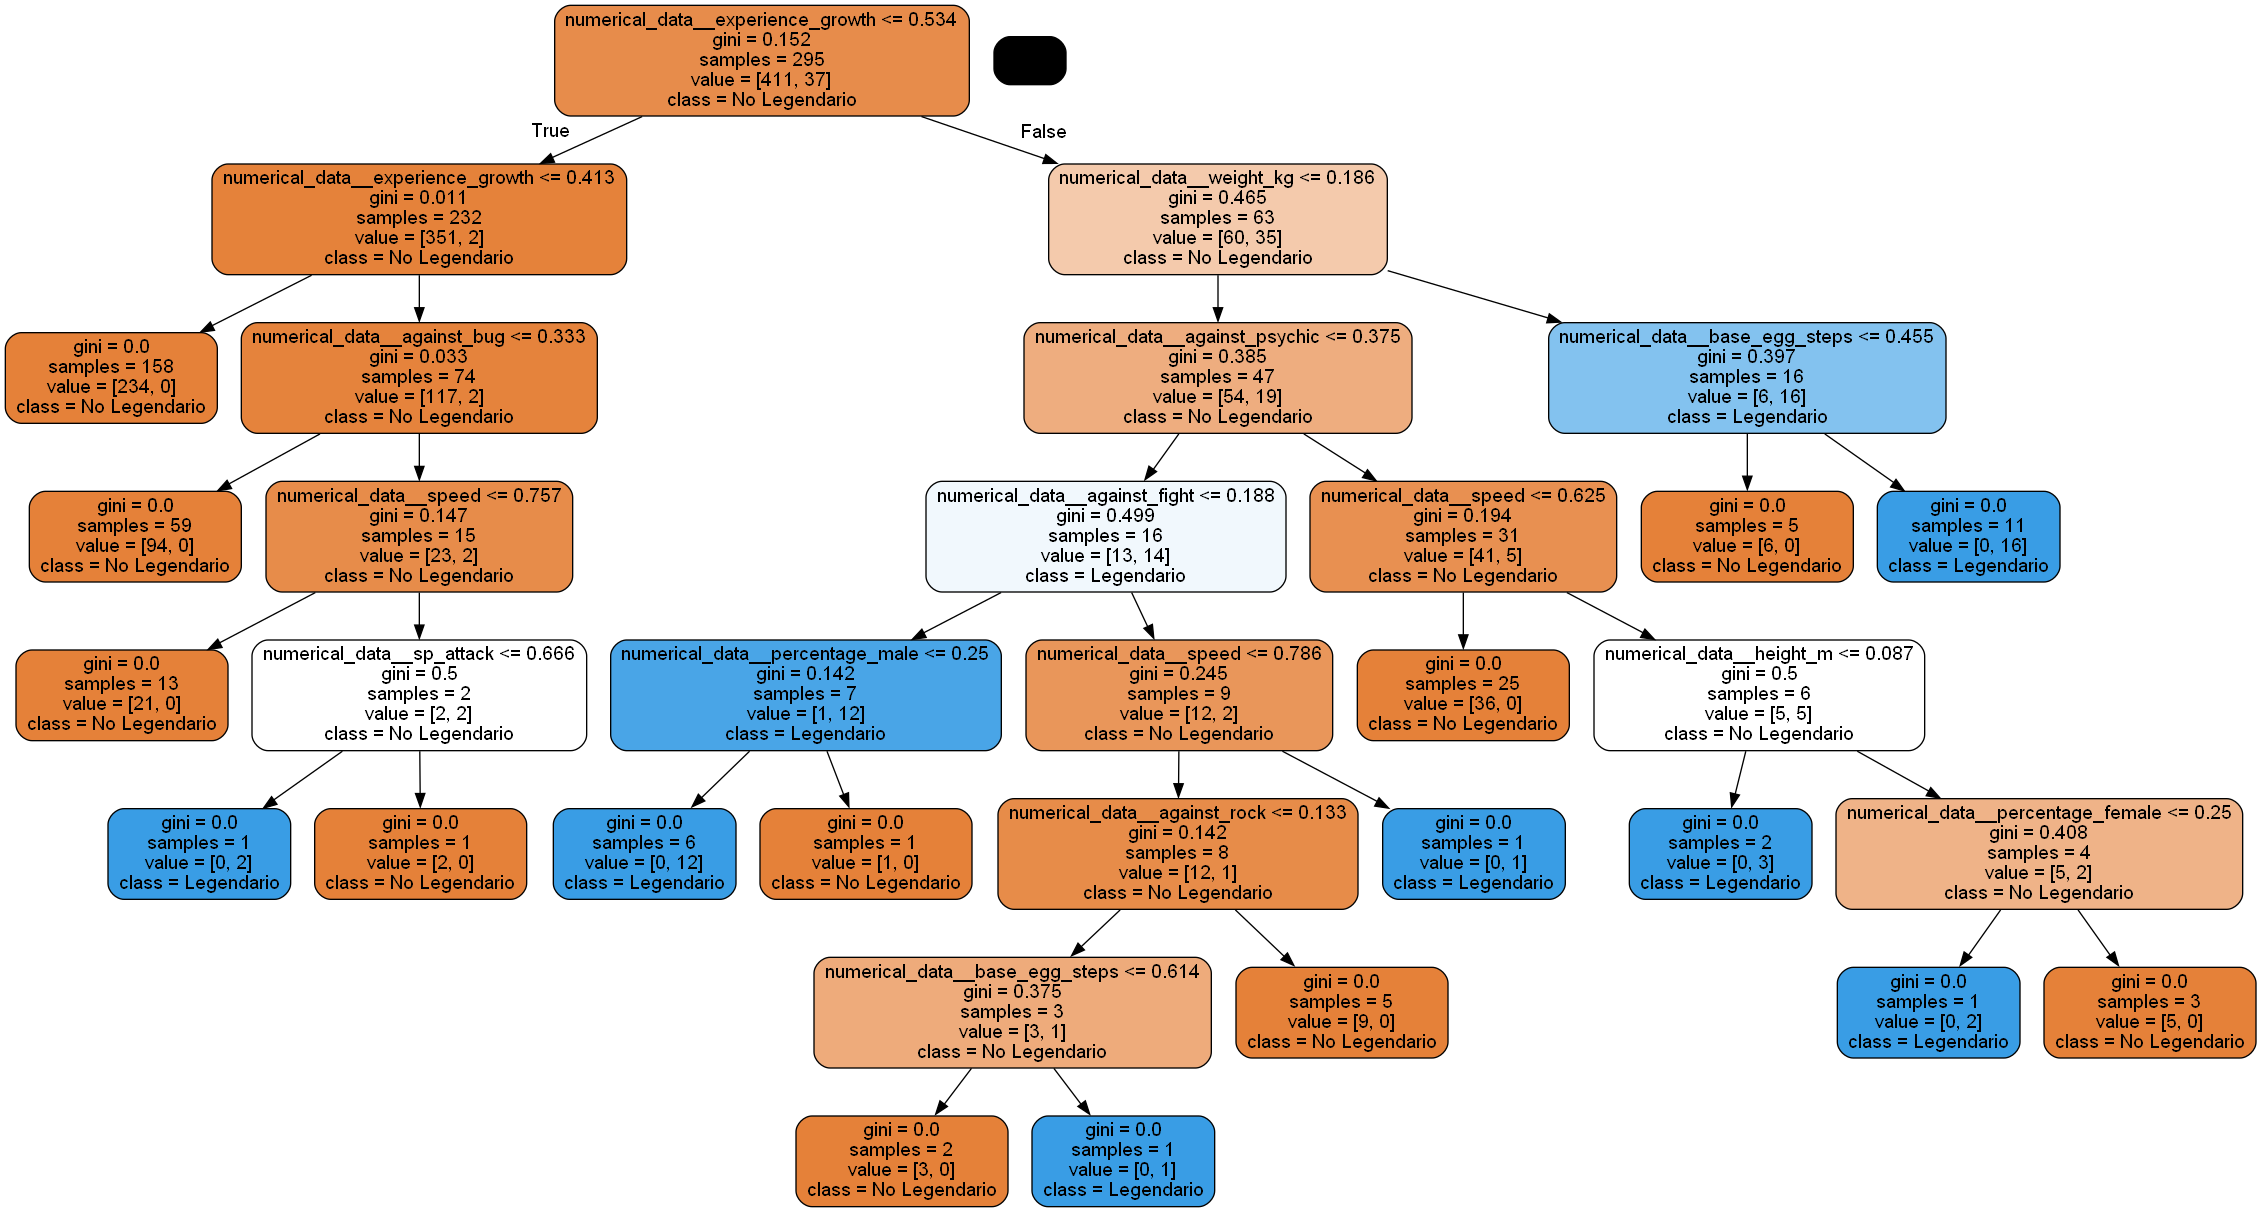 numerical_data__experience_growth <= 0.534
gini = 0.152
samples = 295
value = [411, 37]
class = No Legendario
True
False
numerical_data__experience_growth <= 0.413
gini = 0.011
samples = 232
value = [351, 2]
class = No Legendario
numerical_data__weight_kg <= 0.186
gini = 0.465
samples = 63
value = [60, 35]
class = No Legendario
gini = 0.0
samples = 158
value = [234, 0]
class = No Legendario
numerical_data__against_bug <= 0.333
gini = 0.033
samples = 74
value = [117, 2]
class = No Legendario
numerical_data__against_psychic <= 0.375
gini = 0.385
samples = 47
value = [54, 19]
class = No Legendario
numerical_data__base_egg_steps <= 0.455
gini = 0.397
samples = 16
value = [6, 16]
class = Legendario
gini = 0.0
samples = 59
value = [94, 0]
class = No Legendario
numerical_data__speed <= 0.757
gini = 0.147
samples = 15
value = [23, 2]
class = No Legendario
numerical_data__against_fight <= 0.188
gini = 0.499
samples = 16
value = [13, 14]
class = Legendario
numerical_data__speed <= 0.625
gini = 0.194
samples = 31
value = [41, 5]
class = No Legendario
gini = 0.0
samples = 5
value = [6, 0]
class = No Legendario
gini = 0.0
samples = 11
value = [0, 16]
class = Legendario
gini = 0.0
samples = 13
value = [21, 0]
class = No Legendario
numerical_data__sp_attack <= 0.666
gini = 0.5
samples = 2
value = [2, 2]
class = No Legendario
numerical_data__percentage_male <= 0.25
gini = 0.142
samples = 7
value = [1, 12]
class = Legendario
numerical_data__speed <= 0.786
gini = 0.245
samples = 9
value = [12, 2]
class = No Legendario
gini = 0.0
samples = 25
value = [36, 0]
class = No Legendario
numerical_data__height_m <= 0.087
gini = 0.5
samples = 6
value = [5, 5]
class = No Legendario
gini = 0.0
samples = 1
value = [0, 2]
class = Legendario
gini = 0.0
samples = 1
value = [2, 0]
class = No Legendario
gini = 0.0
samples = 6
value = [0, 12]
class = Legendario
gini = 0.0
samples = 1
value = [1, 0]
class = No Legendario
numerical_data__against_rock <= 0.133
gini = 0.142
samples = 8
value = [12, 1]
class = No Legendario
gini = 0.0
samples = 1
value = [0, 1]
class = Legendario
gini = 0.0
samples = 2
value = [0, 3]
class = Legendario
numerical_data__percentage_female <= 0.25
gini = 0.408
samples = 4
value = [5, 2]
class = No Legendario
numerical_data__base_egg_steps <= 0.614
gini = 0.375
samples = 3
value = [3, 1]
class = No Legendario
gini = 0.0
samples = 5
value = [9, 0]
class = No Legendario
gini = 0.0
samples = 1
value = [0, 2]
class = Legendario
gini = 0.0
samples = 3
value = [5, 0]
class = No Legendario
gini = 0.0
samples = 2
value = [3, 0]
class = No Legendario
gini = 0.0
samples = 1
value = [0, 1]
class = Legendario